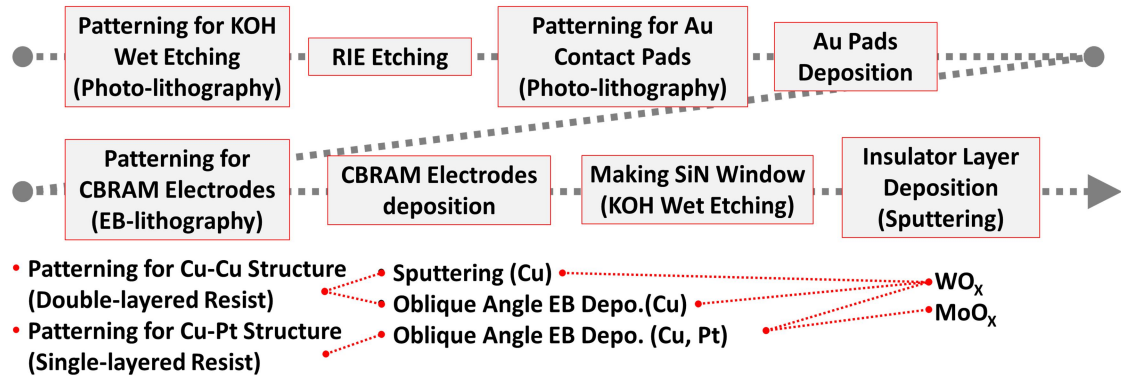 Patterning for KOH
Wet Etching
(Photo-lithography)
RIE Etching
Patterning for Au
Contact Pads
(Photo-lithography)
Au Pads
Deposition
Patterning for
CBRAM Electrodes
(EB-lithography)
CBRAM Electrodes
deposition
Making SiN Window
(KOH Wet Etching)
Insulator Layer
Deposition
(Sputtering)
• Patterning for Cu-Cu Structure
(Double-layered Resist)
• Patterning for Cu-Pt Structure
(Single-layered Resist)
Sputtering (Cu)
Oblique Angle EB Depo.(Cu)
Oblique Angle EB Depo. (Cu, Pt)
WOX
MoOX